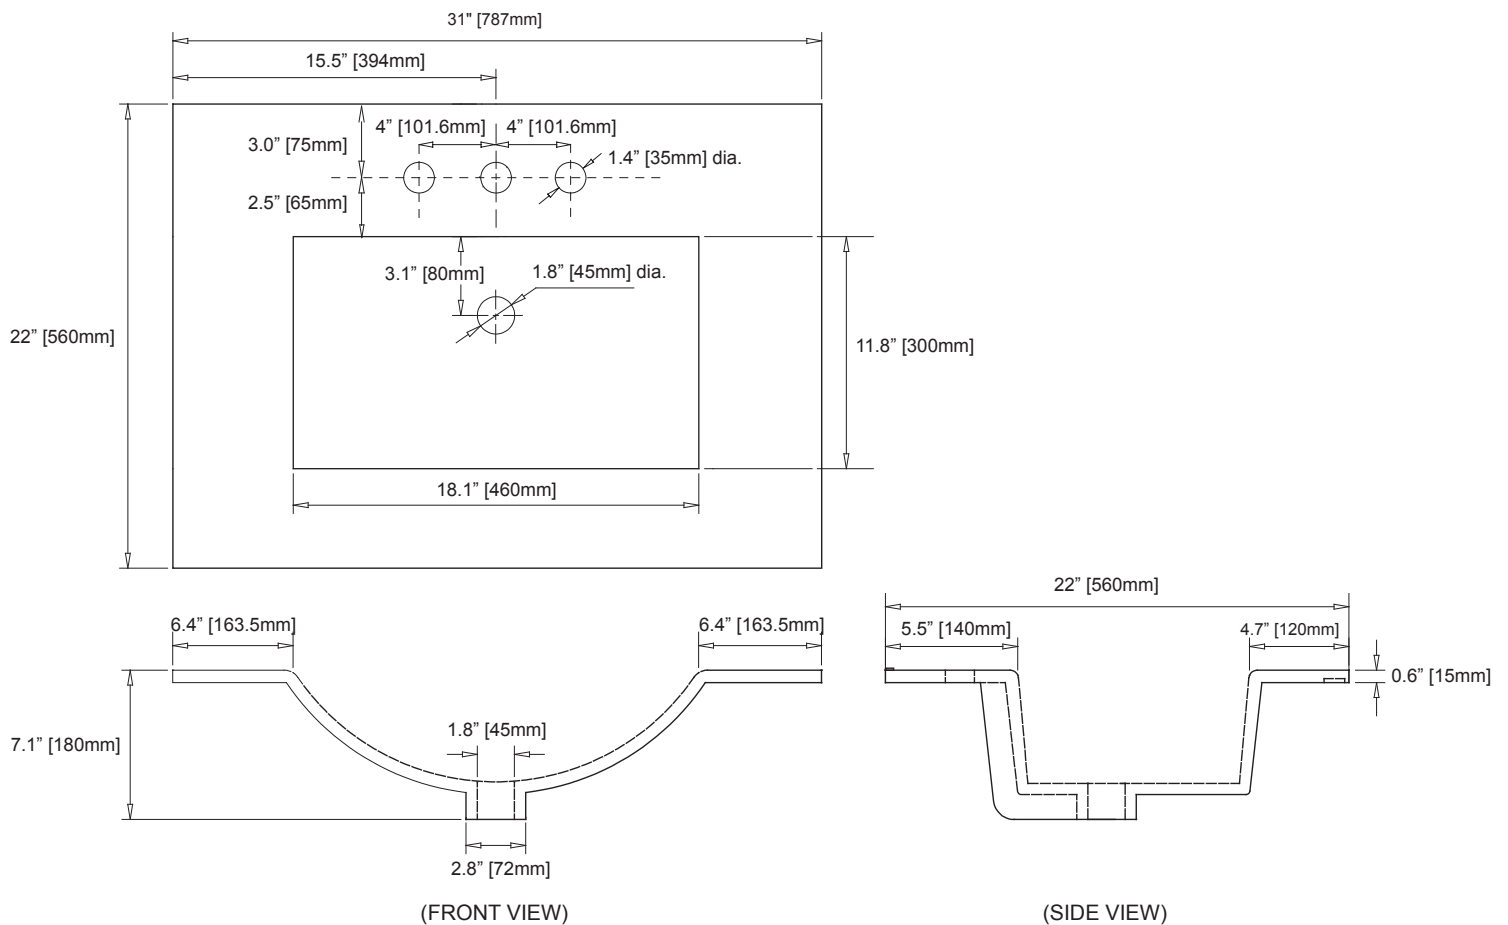 31" [787mm]
15.5” [394mm]
4” [101.6mm]
4” [101.6mm]
3.0” [75mm]
1.4” [35mm] dia.
2.5” [65mm]
3.1” [80mm]
1.8” [45mm] dia.
22” [560mm]
11.8” [300mm]
18.1” [460mm]
22” [560mm]
6.4” [163.5mm]
6.4” [163.5mm]
5.5” [140mm]
4.7” [120mm]
0.6” [15mm]
1.8” [45mm]
7.1” [180mm]
2.8” [72mm]
(FRONT VIEW)
(SIDE VIEW)